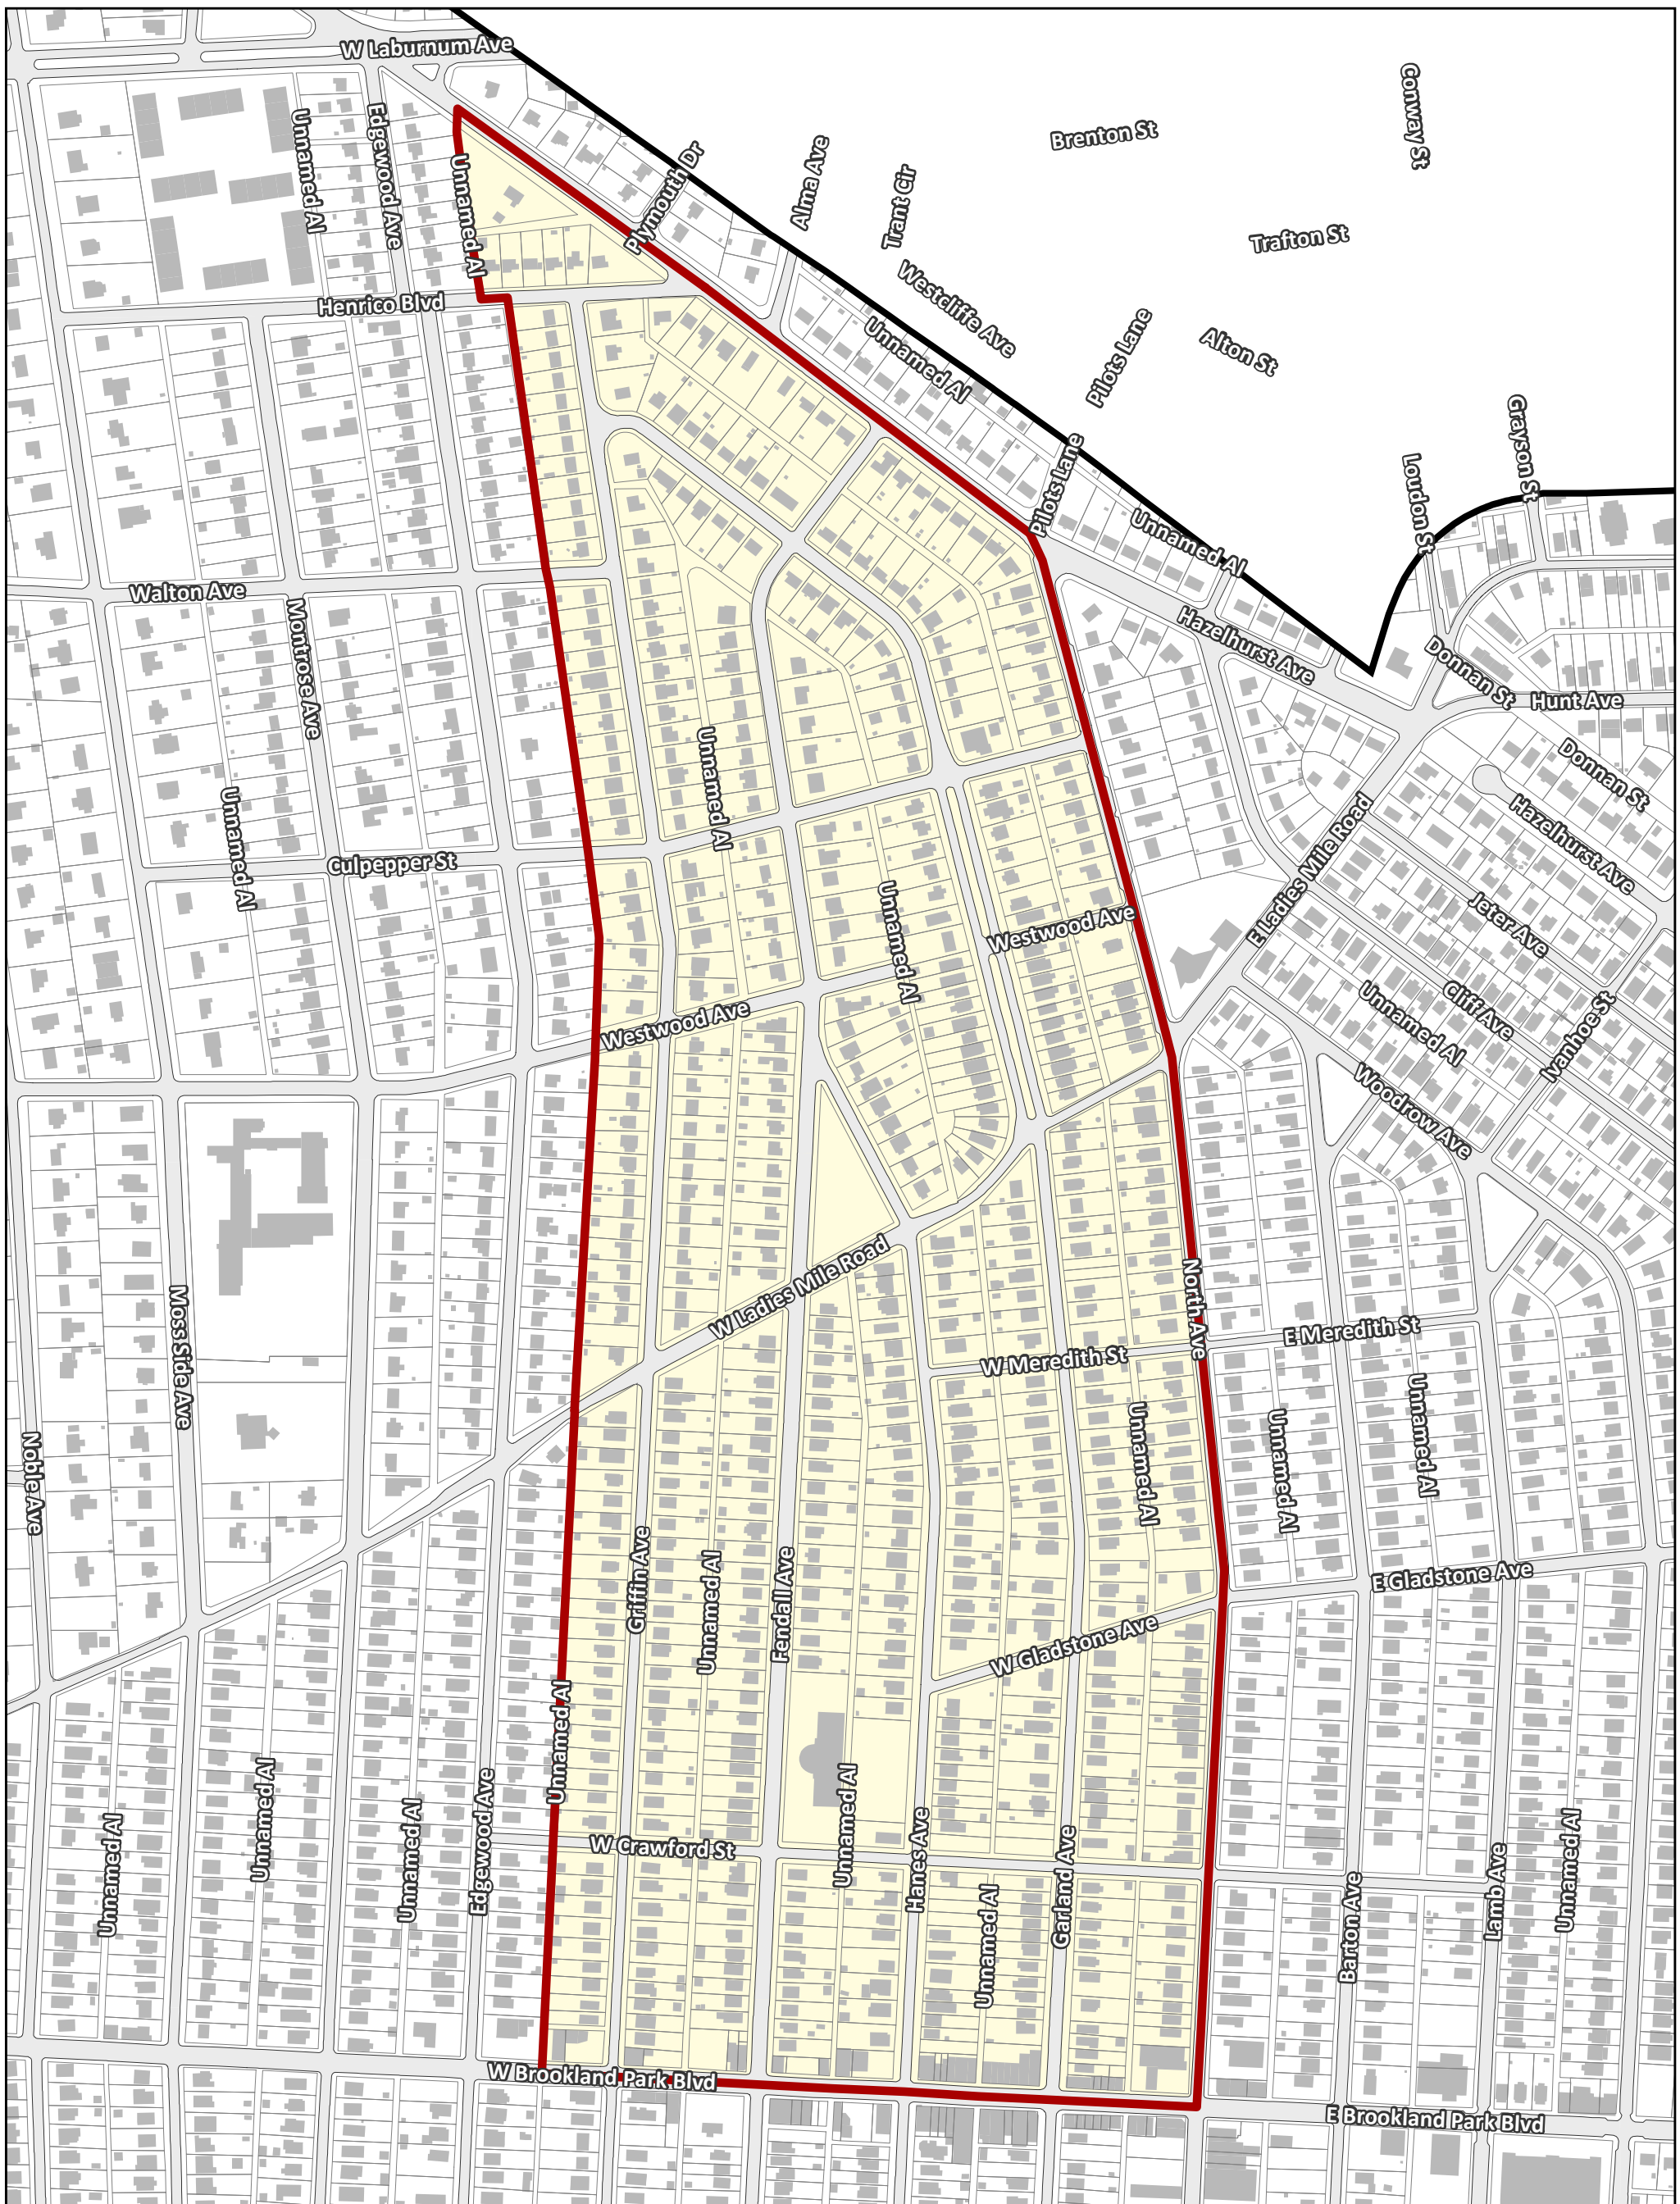 W Laburnum Ave
Conway St
Brenton St
Edgewood Ave
Unnamed Al
Alma Ave
Plymouth Dr
Unnamed Al
Trant Cir
Trafton St
Westcliffe Ave
Henrico Blvd
Pilots Lane
Unnamed Al
Alton St
Grayson St
Pilots Lane
Loudon St
Unnamed Al
Walton Ave
Montrose Ave
Hazelhurst Ave
Donnan St
Hunt Ave
Unnamed Al
Donnan St
Unnamed Al
Hazelhurst Ave
E Ladies Mile Road
Culpepper St
Unnamed Al
Westwood Ave
Jeter Ave
Westwood Ave
Cliff Ave
Unnamed Al
Ivanhoe St
Woodrow Ave
W Ladies Mile Road
Moss Side Ave
North Ave
E Meredith St
W Meredith St
Noble Ave
Unnamed Al
Unnamed Al
Unnamed Al
Griffin Ave
Unnamed Al
Fendall Ave
E Gladstone Ave
W Gladstone Ave
Unnamed Al
Unnamed Al
Unnamed Al
Unnamed Al
Unnamed Al
Edgewood Ave
W Crawford St
Unnamed Al
Hanes Ave
Garland Ave
Unnamed Al
Barton Ave
Lamb Ave
Unnamed Al
W Brookland Park Blvd
E Brookland Park Blvd